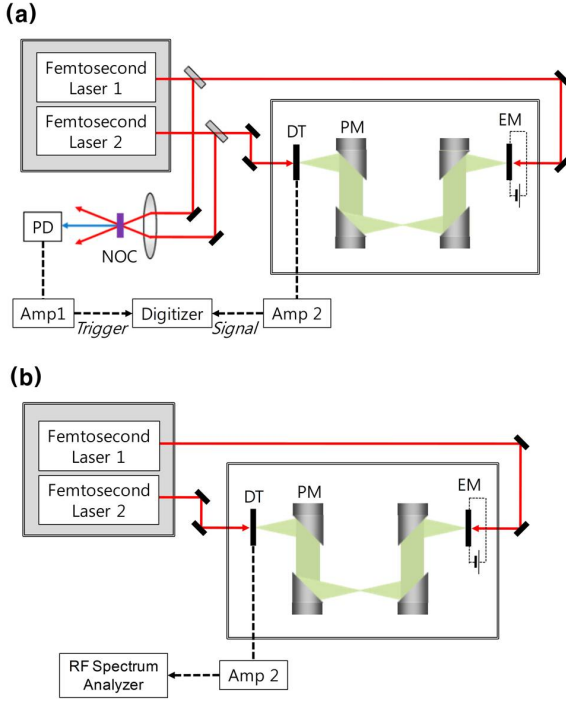 (a)
Femtosecond
Laser 1
Femtosecond
Laser 2
DT
PM
EM
PD
NOC
Amp1
Trigger
Digitizer
Signal
Amp 2
(b)
Femtosecond
Laser 1
Femtosecond
Laser 2
DT
PM
EM
RF Spectrum
Analyzer
Amp 2